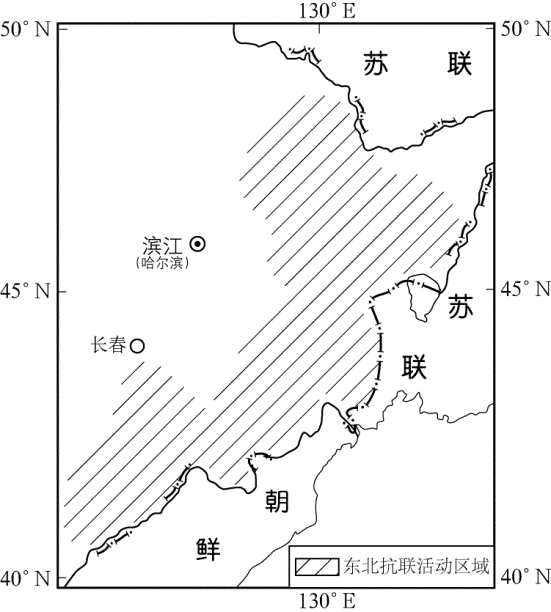 130°E
50°N 50°N
苏 联
滨江
(哈尔滨)
45°N 45°N
苏
长春
联
朝
鲜
东北抗联活动区域
40°N 40°N
130°E